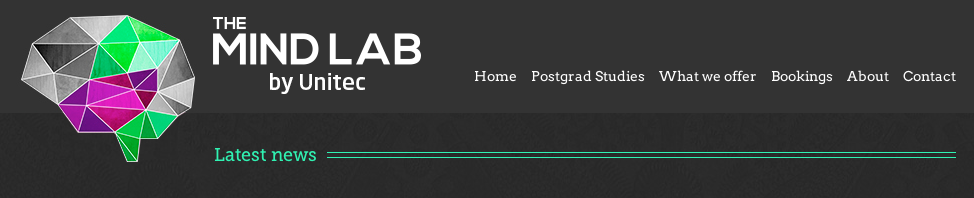 THE
MIND LAB
by Unitec
Home Postgrad Studies What we offer Bookings About Contact
Latest news